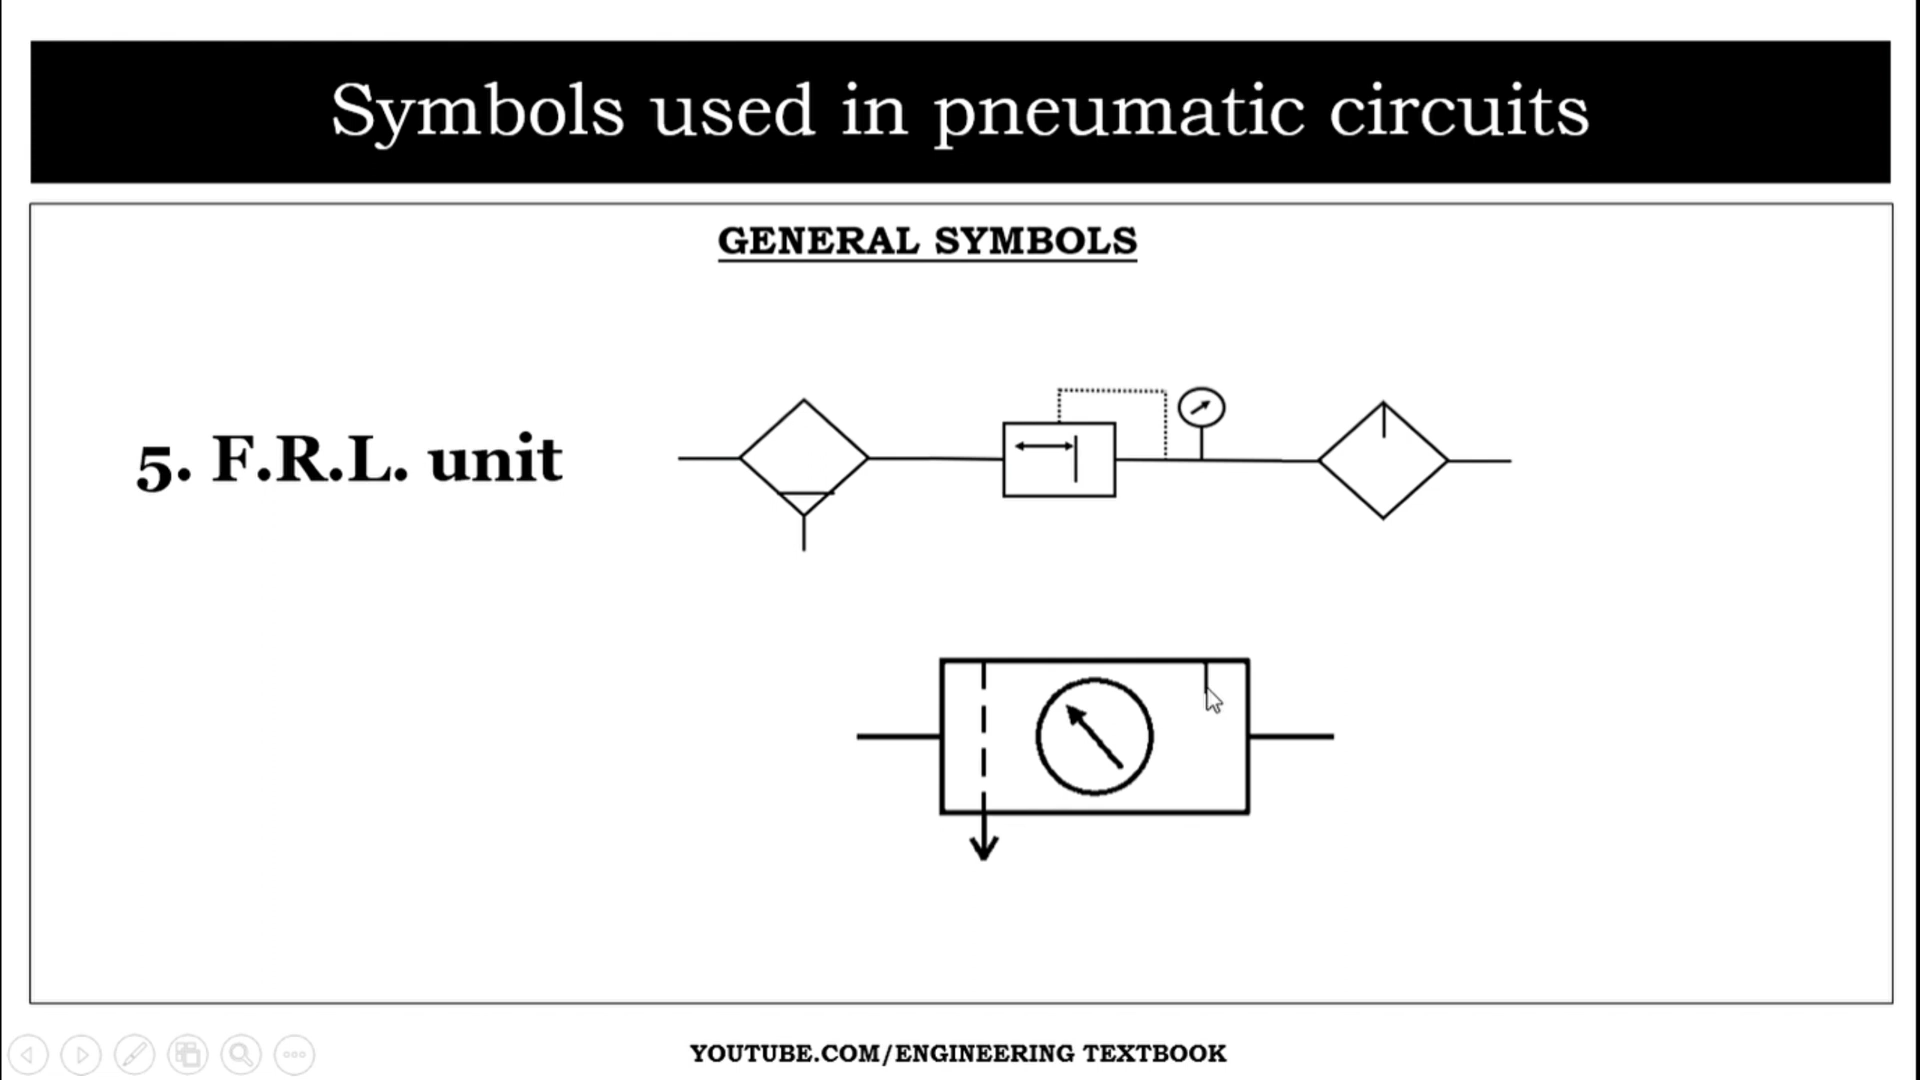 Symbols used in pneumatic circuits
GENERAL SYMBOLS
5. F.R.L. unit
YOUTUBE.COM/ENGINEERING TEXTBOOK